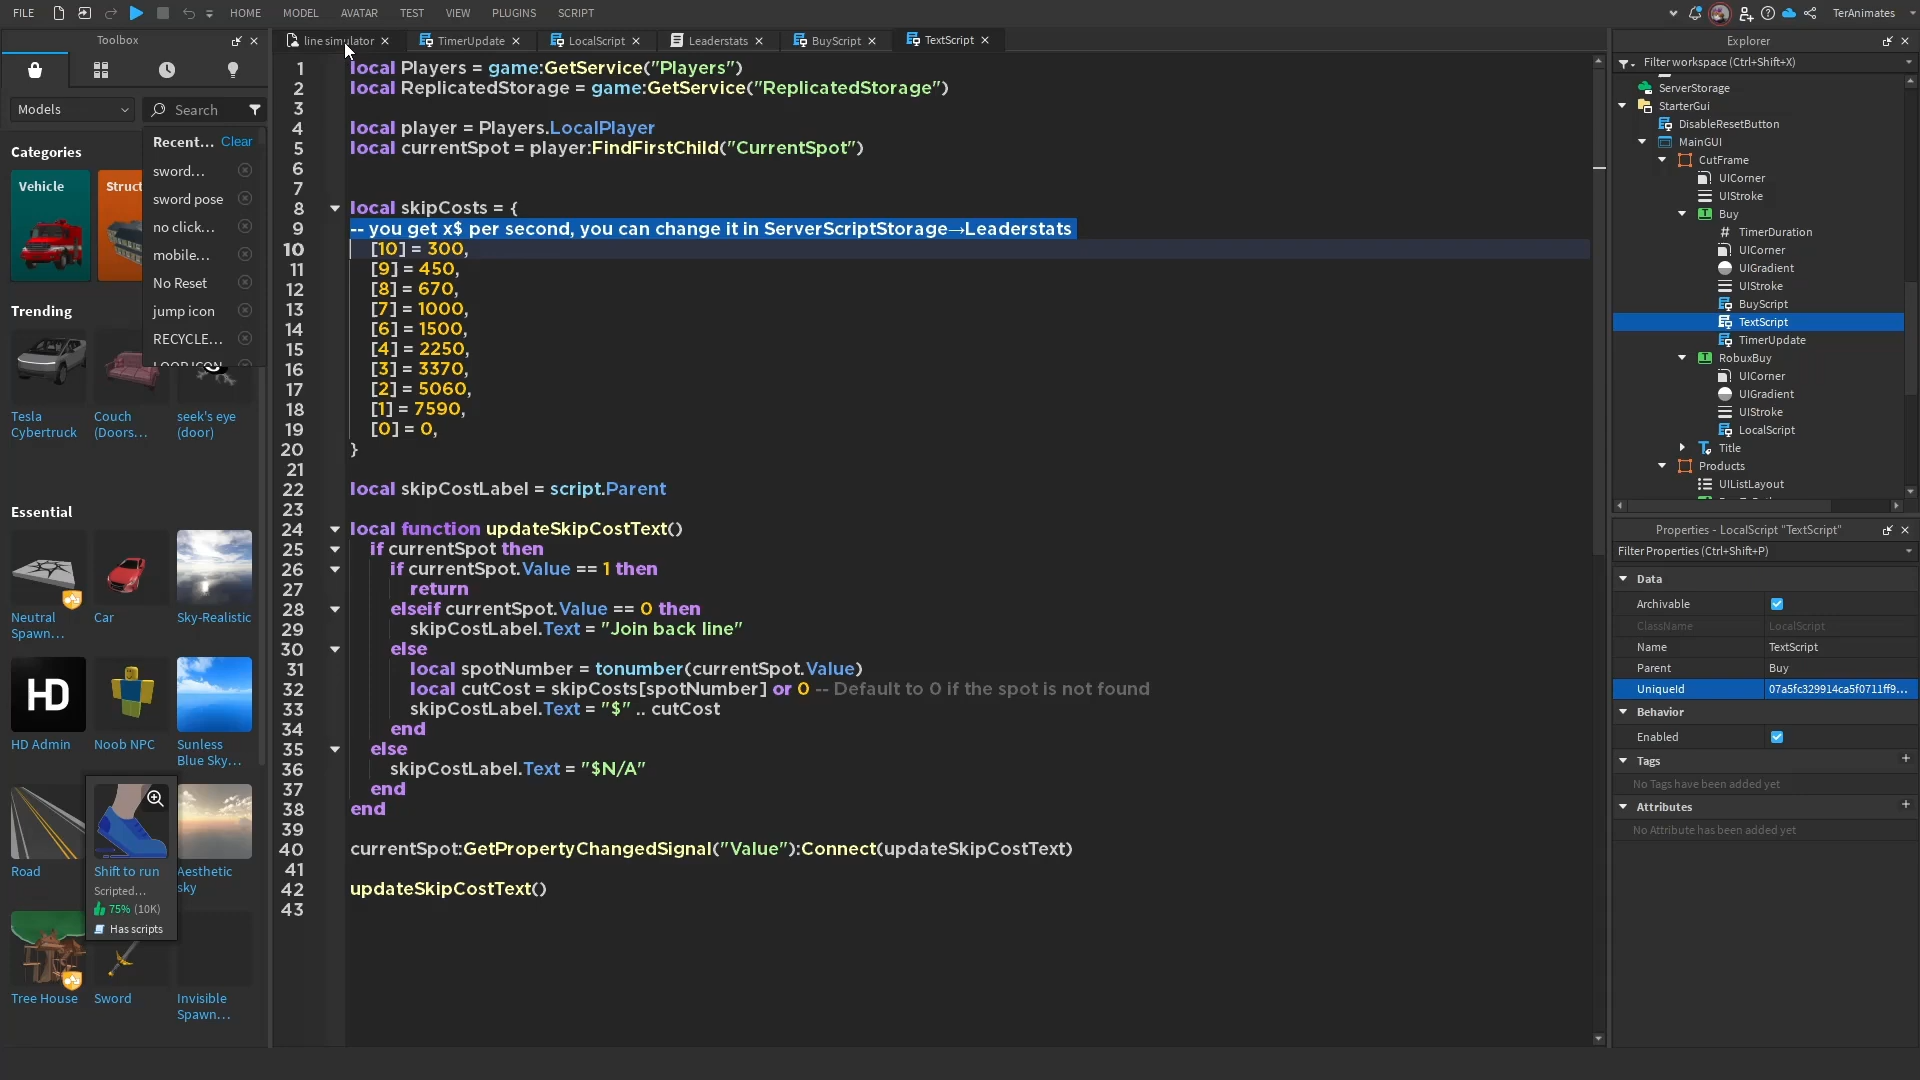 FILE
HOME
MODEL
AVATAR
TEST
VIEW
PLUGINS
SCRIPT
TerAnimates
Toolbox
line simulator
TimerUpdate
LocalScript
Leaderstats
BuyScript
TextScript
Models
Search
Recent... Clear
sword...
sword pose
no click...
mobile...
No Reset
jump icon
RECYCLE...
LOOP ICON
Categories
Vehicle
Struct
Trending
Tesla Cybertruck
Couch (Doors...
seek's eye (door)
Essential
Neutral Spawn...
Car
Sky-Realistic
HD
HD Admin
Noob NPC
Sunless Blue Sky...
Road
Shift to run
Scripted...
75% (10K)
Has scripts
Aesthetic sky
Tree House
Sword
Invisible Spawn...
1 local Players = game:GetService("Players")
2 local ReplicatedStorage = game:GetService("ReplicatedStorage")
3
4 local player = Players.LocalPlayer
5 local currentSpot = player:FindFirstChild("CurrentSpot")
6
7
8 local skipCosts = {
9 -- you get x$ per second, you can change it in ServerScriptStorage→Leaderstats
10 [10] = 300,
11 [9] = 450,
12 [8] = 670,
13 [7] = 1000,
14 [6] = 1500,
15 [4] = 2250,
16 [3] = 3370,
17 [2] = 5060,
18 [1] = 7590,
19 [0] = 0,
20 }
21
22 local skipCostLabel = script.Parent
23
24 local function updateSkipCostText()
25 if currentSpot then
26 if currentSpot.Value == 1 then
27 return
28 elseif currentSpot.Value == 0 then
29 skipCostLabel.Text = "Join back line"
30 else
31 local spotNumber = tonumber(currentSpot.Value)
32 local cutCost = skipCosts[spotNumber] or 0 -- Default to 0 if the spot is not found
33 skipCostLabel.Text = "$" .. cutCost
34 end
35 else
36 skipCostLabel.Text = "$N/A"
37 end
38 end
39
40 currentSpot:GetPropertyChangedSignal("Value"):Connect(updateSkipCostText)
41
42 updateSkipCostText()
43
Explorer
Filter workspace (Ctrl+Shift+X)
ServerStorage
StarterGui
DisableResetButton
MainGUI
CutFrame
UICorner
UIStroke
Buy
TimerDuration
UICorner
UIGradient
UIStroke
BuyScript
TextScript
TimerUpdate
RobuxBuy
UICorner
UIGradient
UIStroke
LocalScript
Title
Products
UIListLayout
Properties - LocalScript "TextScript"
Filter Properties (Ctrl+Shift+P)
Data
Archivable
ClassName LocalScript
Name TextScript
Parent Buy
UniqueId 07a5fc329914ca5f0711ff9...
Behavior
Enabled
Tags +
No Tags have been added yet
Attributes +
No Attribute has been added yet